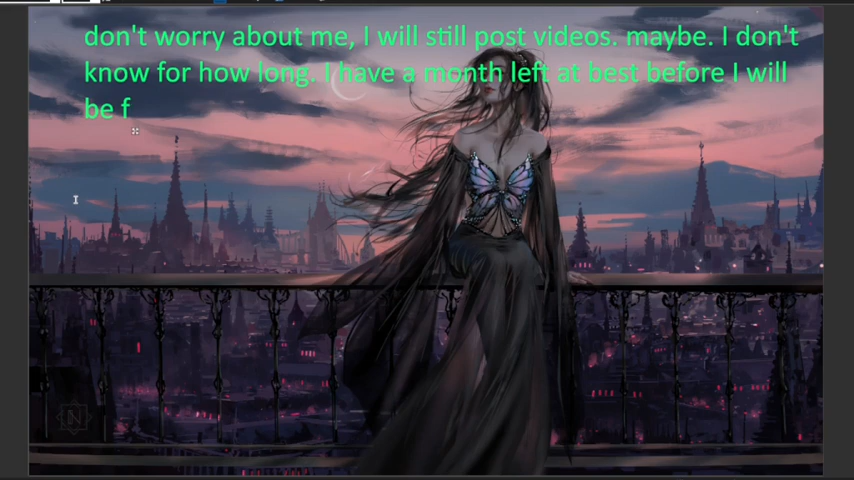 don't worry about me, I will still post videos. maybe. I don't
know for how long. I have a month left at best before I will
be f